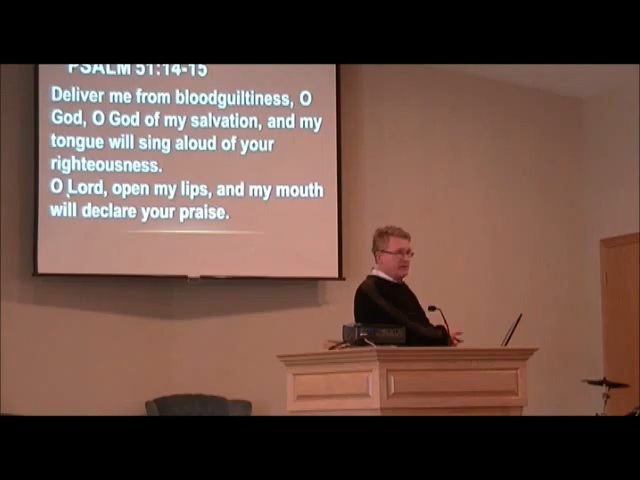 PSALM 51:14-15
Deliver me from bloodguiltiness, O
God, O God of my salvation, and my
tongue will sing aloud of your
righteousness.
O Lord, open my lips, and my mouth
will declare your praise.